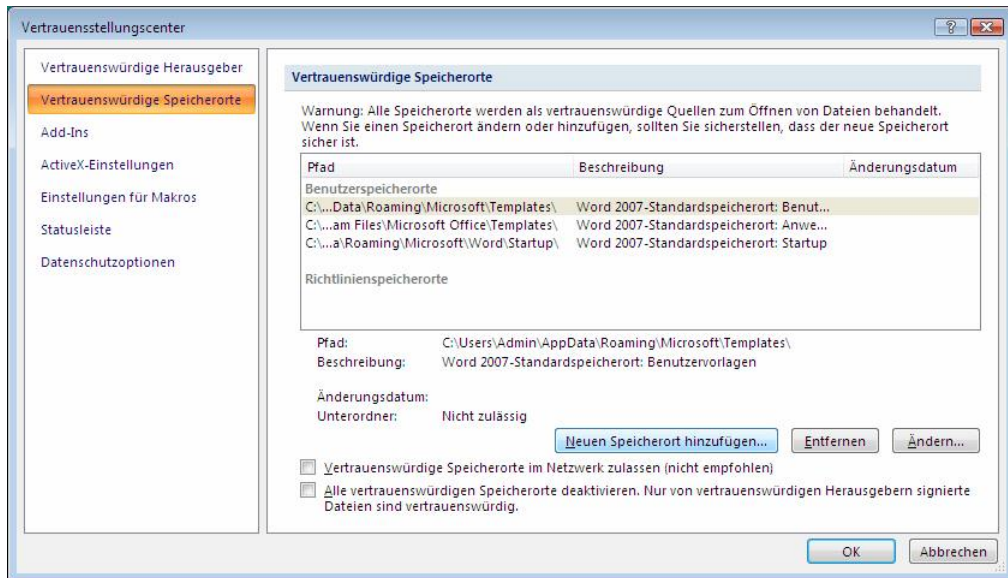 Vertrauensstellungscenter
Vertrauenswürdige Herausgeber
Vertrauenswürdige Speicherorte
Add-Ins
ActiveX-Einstellungen
Einstellungen für Makros
Statusleiste
Datenschutzoptionen
Vertrauenswürdige Speicherorte
Warnung: Alle Speicherorte werden als vertrauenswürdige Quellen zum Öffnen von Dateien behandelt.
Wenn Sie einen Speicherort ändern oder hinzufügen, sollten Sie sicherstellen, dass der neue Speicherort
sicher ist.
Pfad Beschreibung Änderungsdatum
Benutzerspeicherorte
C:\...Data\Roaming\Microsoft\Templates\ Word 2007-Standardspeicherort: Benut...
C:\...am Files\Microsoft Office\Templates\ Word 2007-Standardspeicherort: Anwe...
C:\...a\Roaming\Microsoft\Word\Startup\ Word 2007-Standardspeicherort: Startup
Richtlinienspeicherorte
Pfad: C:\Users\Admin\AppData\Roaming\Microsoft\Templates\
Beschreibung: Word 2007-Standardspeicherort: Benutzervorlagen
Änderungsdatum:
Unterordner: Nicht zulässig
Neuen Speicherort hinzufügen... Entfernen Ändern...
Vertrauenswürdige Speicherorte im Netzwerk zulassen (nicht empfohlen)
Alle vertrauenswürdigen Speicherorte deaktivieren. Nur von vertrauenswürdigen Herausgebern signierte
Dateien sind vertrauenswürdig.
OK Abbrechen